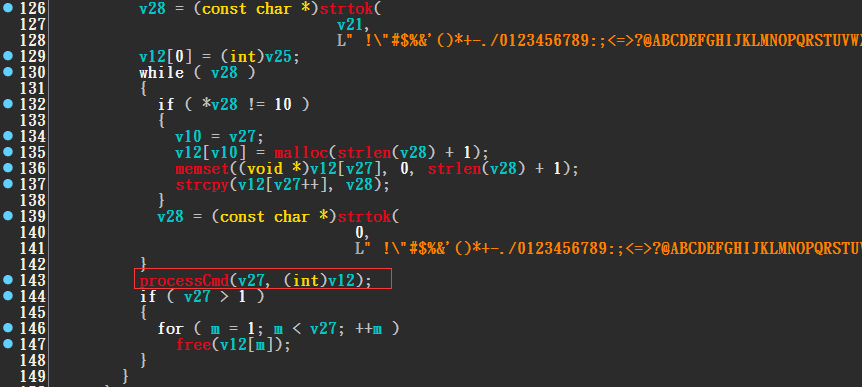 126 v28 = (const char *)strtok(
127 v21,
128 L" !\"#$%&'()*+-./0123456789:;<=>?@ABCDEFGHIJKLMNOPQRSTUVWX
129 v12[0] = (int)v25;
130 while ( v28 )
131 {
132 if ( *v28 != 10 )
133 {
134 v10 = v27;
135 v12[v10] = malloc(strlen(v28) + 1);
136 memset((void *)v12[v27], 0, strlen(v28) + 1);
137 strcpy(v12[v27++], v28);
138 }
139 v28 = (const char *)strtok(
140 0,
141 L" !\"#$%&'()*+-./0123456789:;<=>?@ABCDEFGHIJKLMNOPQRSTUV
142 }
143 processCmd(v27, (int)v12);
144 if ( v27 > 1 )
145 {
146 for ( m = 1; m < v27; ++m )
147 free(v12[m]);
148 }
149 }